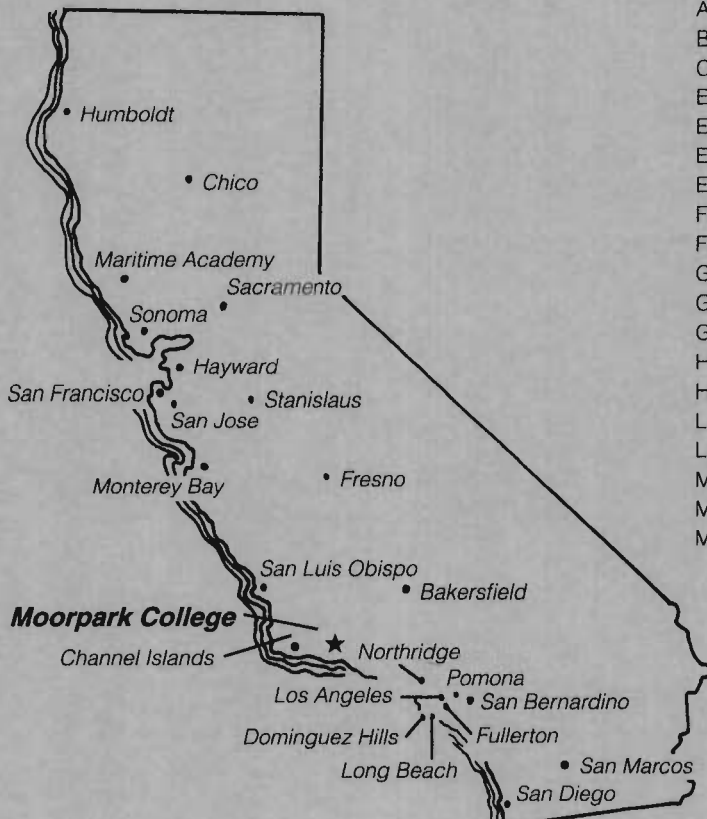 Humboldt
Chico
Maritime Academy
Sacramento
Sonoma
Hayward
San Francisco
Stanislaus
San Jose
Monterey Bay
Fresno
San Luis Obispo
Bakersfield
Moorpark College
Channel Islands
Northridge
Pomona
Los Angeles
San Bernardino
Dominguez Hills
Fullerton
Long Beach
San Marcos
San Diego